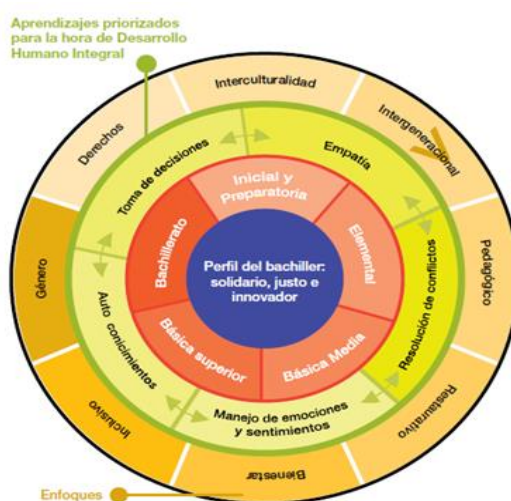 Aprendizajes priorizados
para la hora de Desarrollo
Humano Integral
Interculturalidad
Intergeneracional
Pedagógico
Restaurativo
Bienestar
Inclusivo
Género
Derechos
Toma de decisiones
Empatía
Resolución de conflictos
Manejo de emociones
y sentimientos
Auto conicimientos
Inicial y
Preparatoria
Elemental
Básica Media
Básica superior
Bachillerato
Perfil del bachiller:
solidario, justo e
innovador
Enfoques